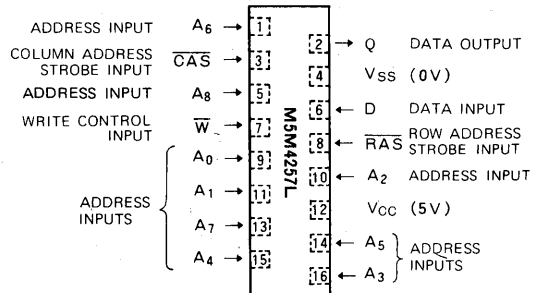 ADDRESS INPUT A6 → 1
2 → Q DATA OUTPUT
COLUMN ADDRESS
STROBE INPUT C̅A̅S̅ → 3
4 VSS (0V)
ADDRESS INPUT A8 → 5
6 ← D DATA INPUT
WRITE CONTROL
INPUT W̅ → 7
8 ← R̅A̅S̅ ROW ADDRESS
STROBE INPUT
M5M4257L
A0 → 9
10 ← A2 ADDRESS INPUT
ADDRESS
INPUTS
A1 → 11
12 VCC (5V)
A7 → 13
14 ← A5
ADDRESS
INPUTS
A4 → 15
16 ← A3